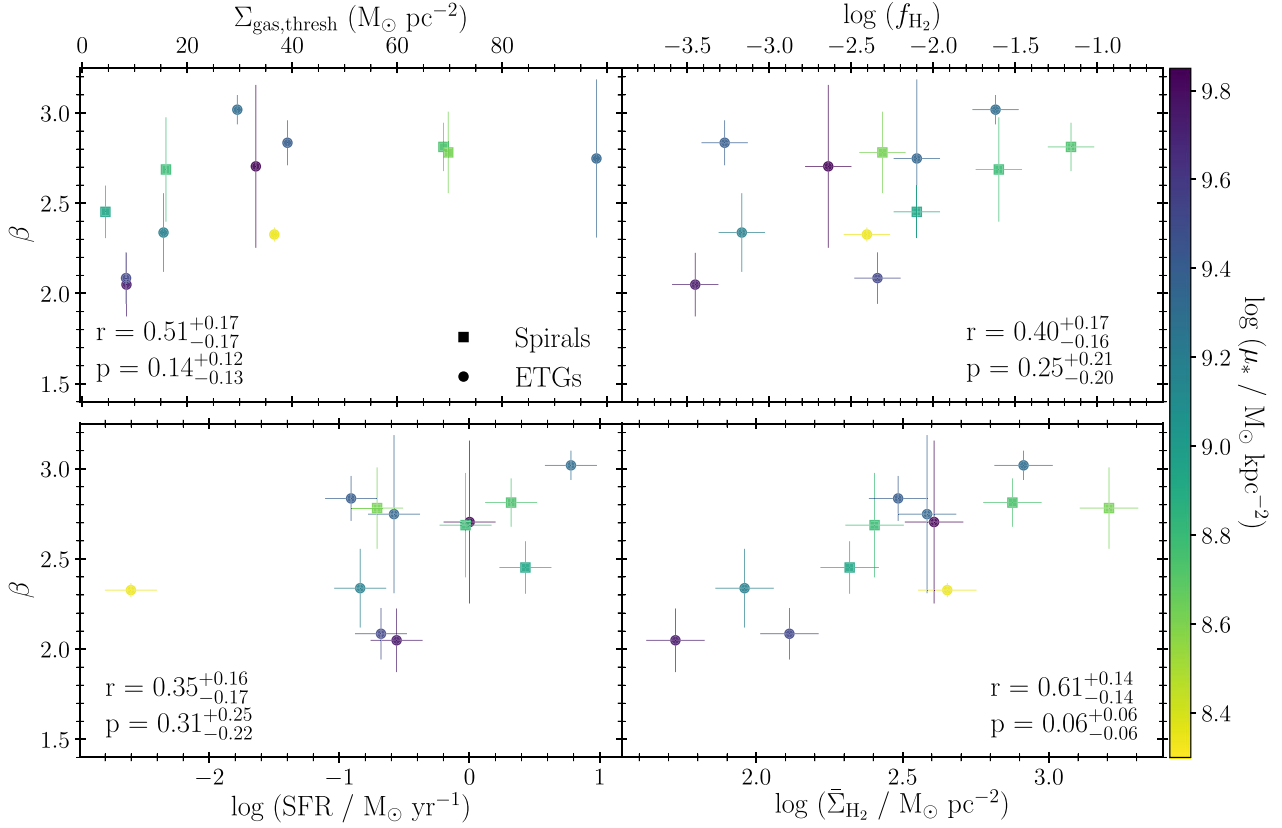 Σgas,thresh (M⊙ pc−2)
log (fH2)
0 20 40 60 80
−3.5 −3.0 −2.5 −2.0 −1.5 −1.0
3.0
2.5
2.0
1.5
β
r = 0.51+0.17−0.17
p = 0.14+0.12−0.13
Spirals
ETGs
r = 0.40+0.17−0.16
p = 0.25+0.21−0.20
3.0
2.5
2.0
1.5
β
r = 0.35+0.16−0.17
p = 0.31+0.25−0.22
r = 0.61+0.14−0.14
p = 0.06+0.06−0.06
−2 −1 0 1
2.0 2.5 3.0
log (SFR / M⊙ yr−1)
log (Σ̄H2 / M⊙ pc−2)
9.8
9.6
9.4
9.2
9.0
8.8
8.6
8.4
log (μ* / M⊙ kpc−2)